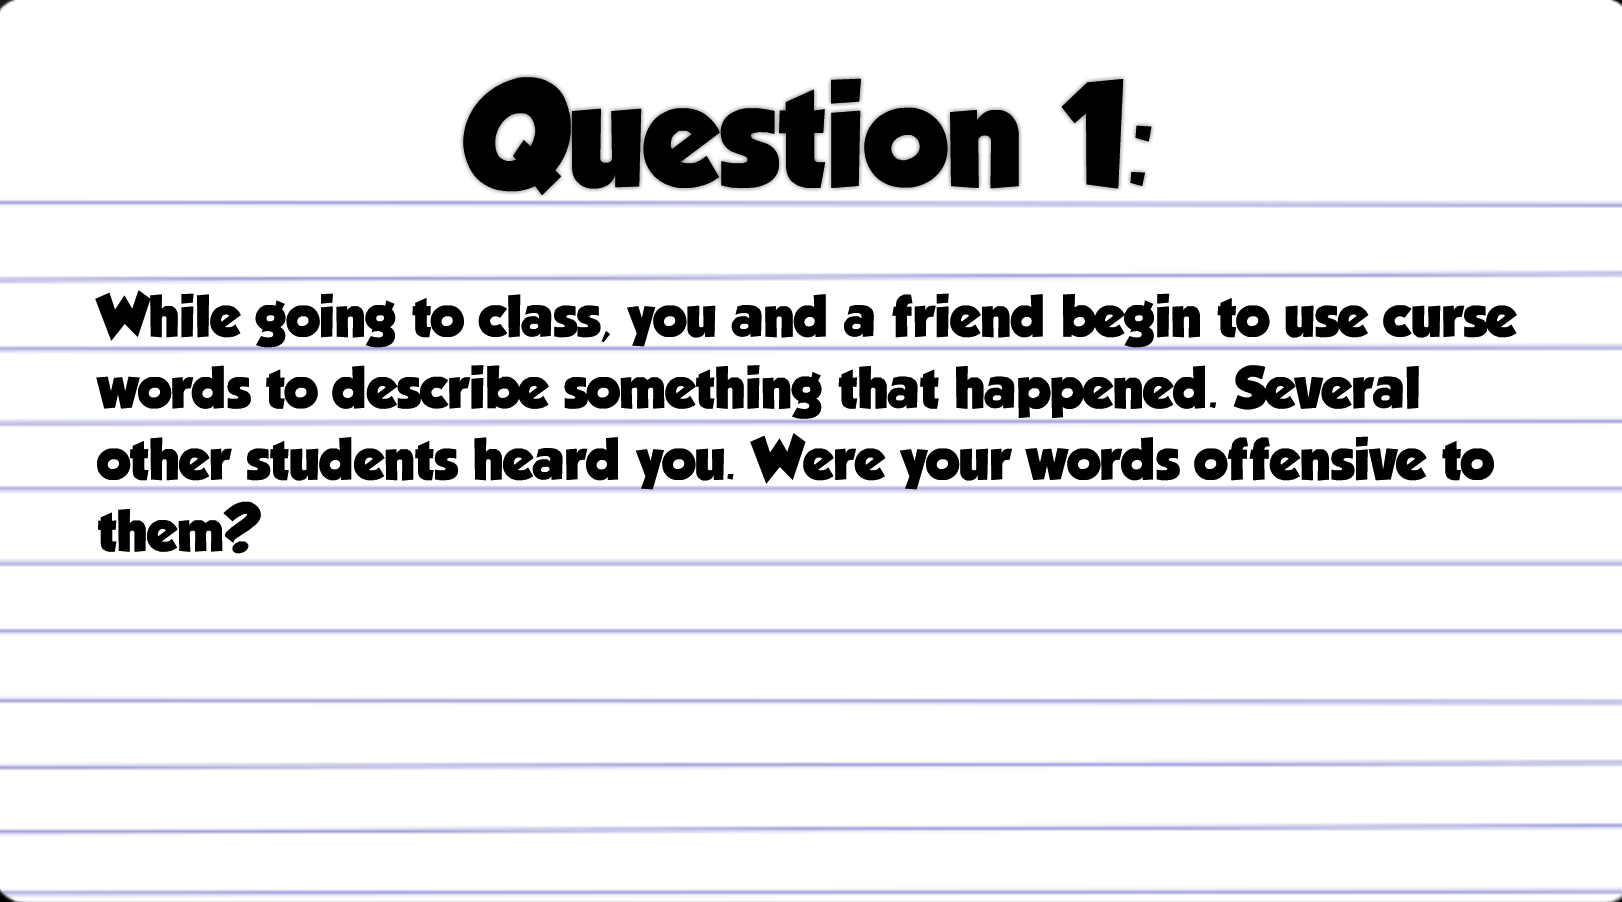 Question 1:
While going to class, you and a friend begin to use curse
words to describe something that happened. Several
other students heard you. Were your words offensive to
them?